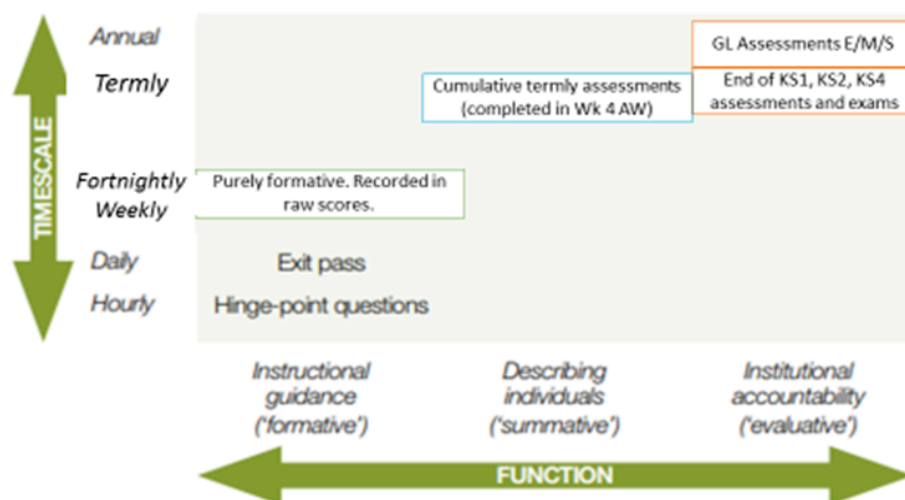 Annual
GL Assessments E/M/S
Termly
Cumulative termly assessments
(completed in Wk 4 AW)
End of KS1, KS2, KS4
assessments and exams
TIMESCALE
Fortnightly
Weekly
Purely formative. Recorded in
raw scores.
Daily
Exit pass
Hourly
Hinge-point questions
Instructional
guidance
('formative')
Describing
individuals
('summative')
Institutional
accountability
('evaluative')
FUNCTION